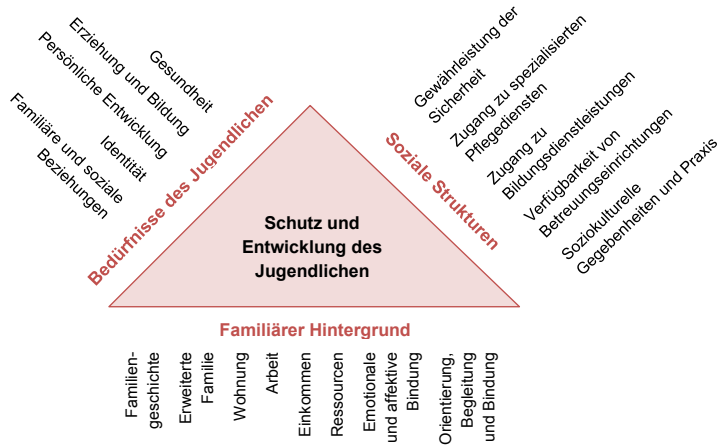 Gesundheit
Erziehung und Bildung
Persönliche Entwicklung
Identität
Familiäre und soziale
Beziehungen
Bedürfnisse des Jugendlichen
Gewährleistung der
Sicherheit
Zugang zu spezialisierten
Pflegediensten
Zugang zu
Bildungsdienstleistungen
Verfügbarkeit von
Betreuungseinrichtungen
Soziokulturelle
Gegebenheiten und Praxis
Soziale Strukturen
Schutz und
Entwicklung des
Jugendlichen
Familiärer Hintergrund
Familien-
geschichte
Erweiterte
Familie
Wohnung
Arbeit
Einkommen
Ressourcen
Emotionale
und affektive
Bindung
Orientierung,
Begleitung
und Bindung